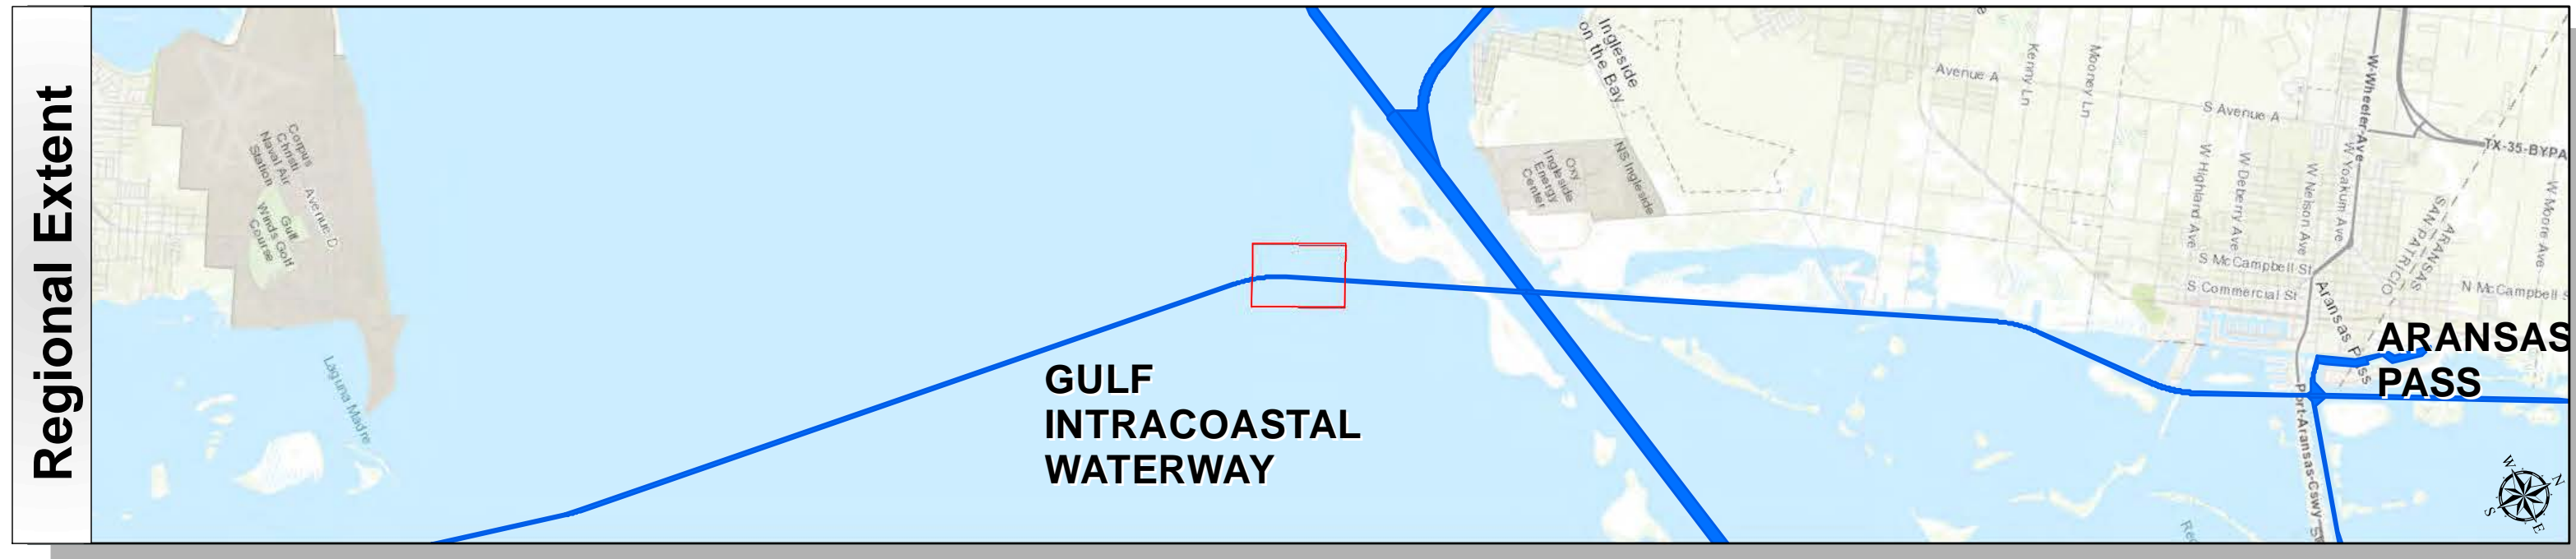 Regional Extent
Corpus
Christi
Naval Air
Station
Avenue D
Gulf
Winds Golf
Course
Laguna Madre
GULF
INTRACOASTAL
WATERWAY
Ingleside
on the Bay
Oxy
Ingleside
Energy
Center
NS Ingleside
Avenue A
Kenny Ln
Mooney Ln
S Avenue A
W Wheeler Ave
TX-35-BYPA
W Highland Ave
W Deberry Ave
W Nelson Ave
W Yoakum Ave
W Moore Ave
ARANSAS
SAN PATRICIO
S McCampbell St
S Commercial St
N McCampbell S
Aransas Pass
ARANSAS
PASS
Port-Aransas-Cswy
W
N
S
E